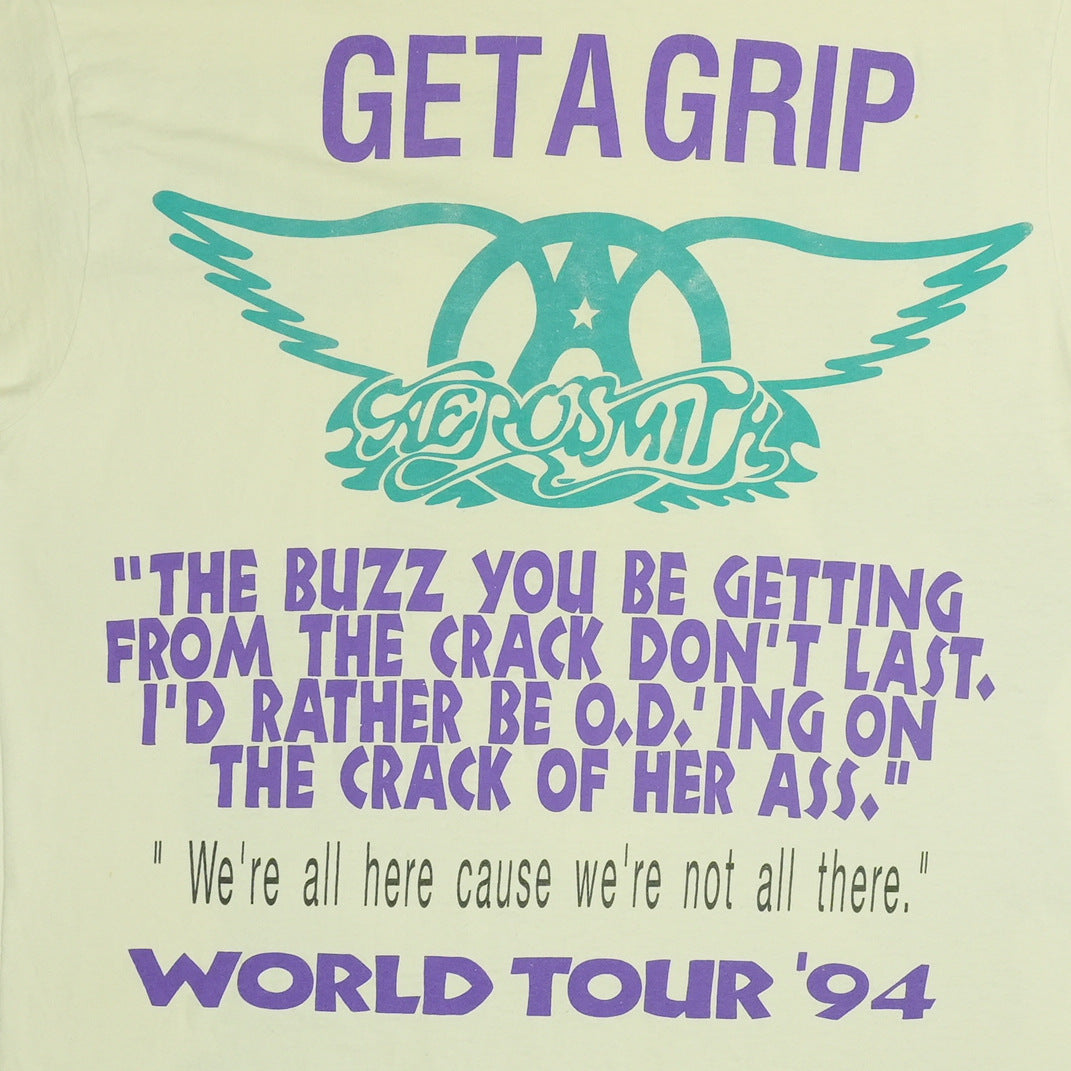 GET A GRIP
A
AEROSMITH
"THE BUZZ YOU BE GETTING
FROM THE CRACK DON'T LAST.
I'D RATHER BE O.D.'ING ON
THE CRACK OF HER ASS."
" We're all here cause we're not all there."
WORLD TOUR '94